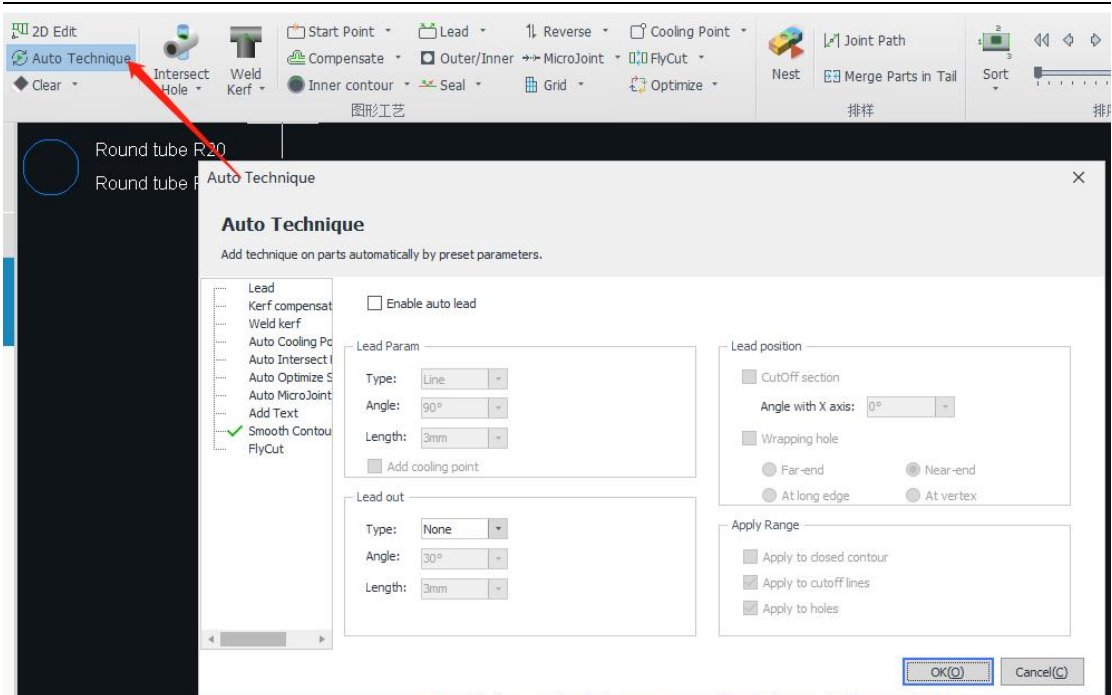 2D Edit
Auto Technique
Clear
Intersect Hole
Weld Kerf
Start Point
Lead
Reverse
Cooling Point
Compensate
Outer/Inner
MicroJoint
FlyCut
Inner contour
Seal
Grid
Optimize
图形工艺
Nest
Joint Path
Merge Parts in Tail
排样
2
1
3
Sort
Round tube R20
Round tube
Auto Technique
Auto Technique
Add technique on parts automatically by preset parameters.
Lead
Kerf compensat
Weld kerf
Auto Cooling Po
Auto Intersect
Auto Optimize S
Auto MicroJoint
Add Text
Smooth Contou
FlyCut
Enable auto lead
Lead Param
Type: Line
Angle: 90°
Length: 3mm
Add cooling point
Lead out
Type: None
Angle: 30°
Length: 3mm
Lead position
CutOff section
Angle with X axis: 0°
Wrapping hole
Far-end Near-end
At long edge At vertex
Apply Range
Apply to closed contour
Apply to cutoff lines
Apply to holes
OK(O) Cancel(C)